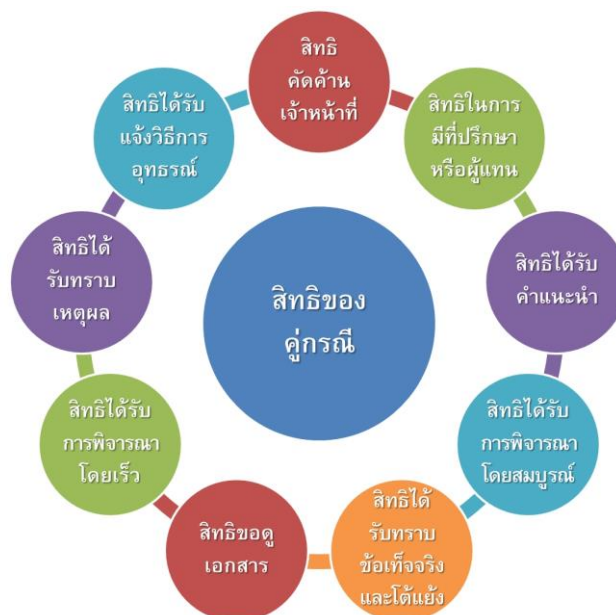 สิทธิ
คัดค้าน
เจ้าหน้าที่
สิทธิในการ
มีที่ปรึกษา
หรือผู้แทน
สิทธิได้รับ
คำแนะนำ
สิทธิได้รับ
การพิจารณา
โดยสมบูรณ์
สิทธิได้
รับทราบ
ข้อเท็จจริง
และโต้แย้ง
สิทธิขอดู
เอกสาร
สิทธิได้รับ
การพิจารณา
โดยเร็ว
สิทธิได้
รับทราบ
เหตุผล
สิทธิได้รับ
แจ้งวิธีการ
อุทธรณ์
สิทธิของ
คู่กรณี